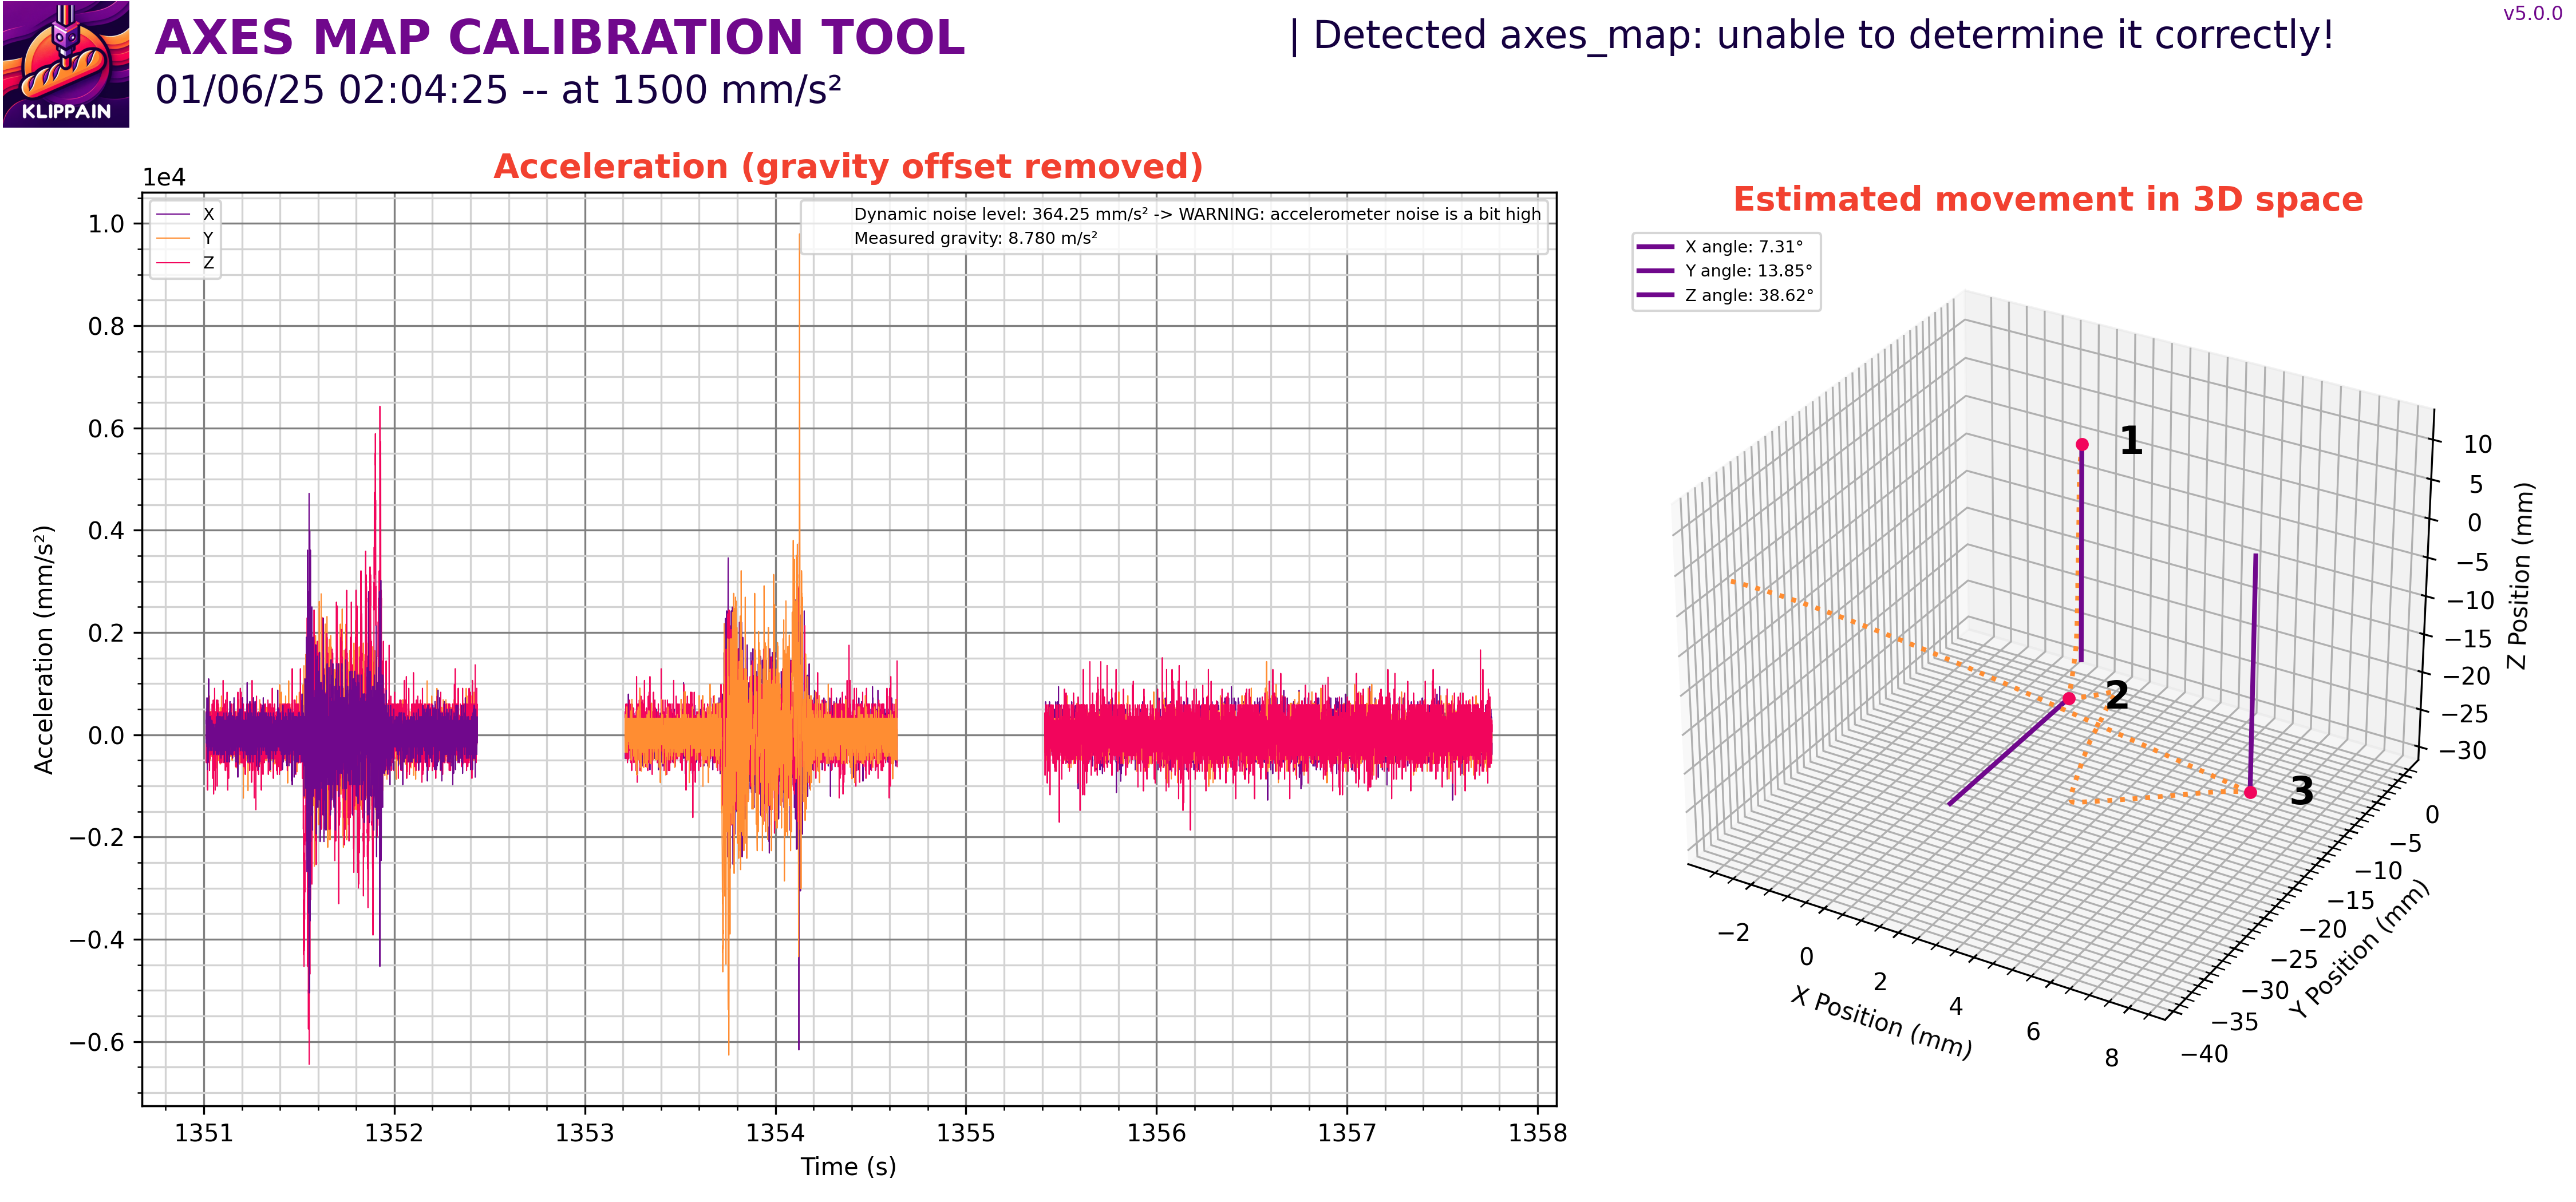 KLIPPAIN
AXES MAP CALIBRATION TOOL
01/06/25 02:04:25 -- at 1500 mm/s²
| Detected axes_map: unable to determine it correctly!
v5.0.0
Acceleration (gravity offset removed)
1e4
X
Y
Z
Dynamic noise level: 364.25 mm/s² -> WARNING: accelerometer noise is a bit high
Measured gravity: 8.780 m/s²
1.0
0.8
0.6
0.4
0.2
0.0
−0.2
−0.4
−0.6
Acceleration (mm/s²)
1351
1352
1353
1354
1355
1356
1357
1358
Time (s)
Estimated movement in 3D space
X angle: 7.31°
Y angle: 13.85°
Z angle: 38.62°
1
2
3
10
5
0
−5
−10
−15
−20
−25
−30
Z Position (mm)
0
−5
−10
−15
−20
−25
−30
−35
−40
Y Position (mm)
−2
0
2
4
6
8
X Position (mm)